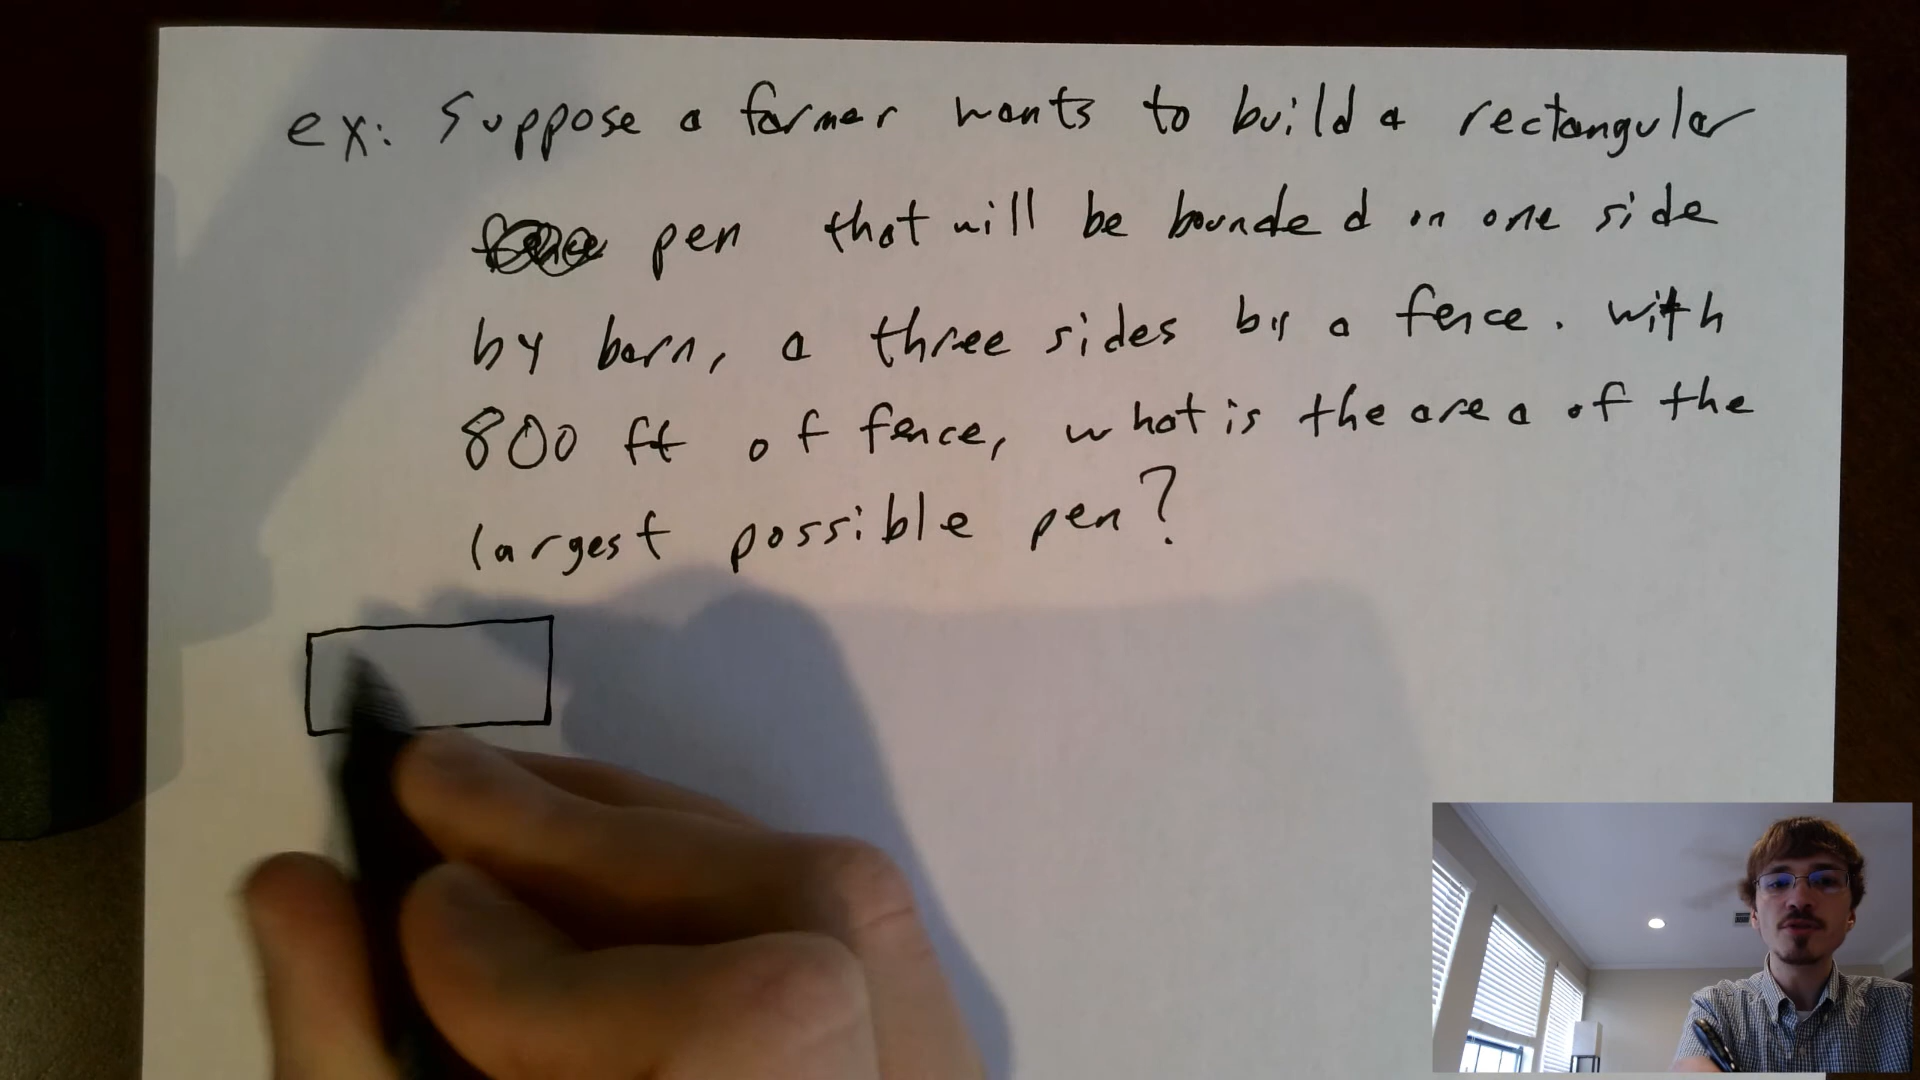 ex: Suppose a farmer wants to build a rectangular
pen that will be bounded on one side
by barn, a three sides by a fence. with
800 ft of fence, what is the area of the
largest possible pen?